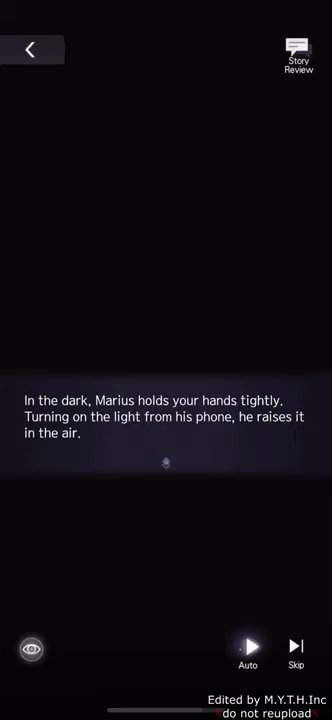 Story
Review
In the dark, Marius holds your hands tightly.
Turning on the light from his phone, he raises it
in the air.
Auto
Skip
Edited by M.Y.T.H.Inc
do not reupload